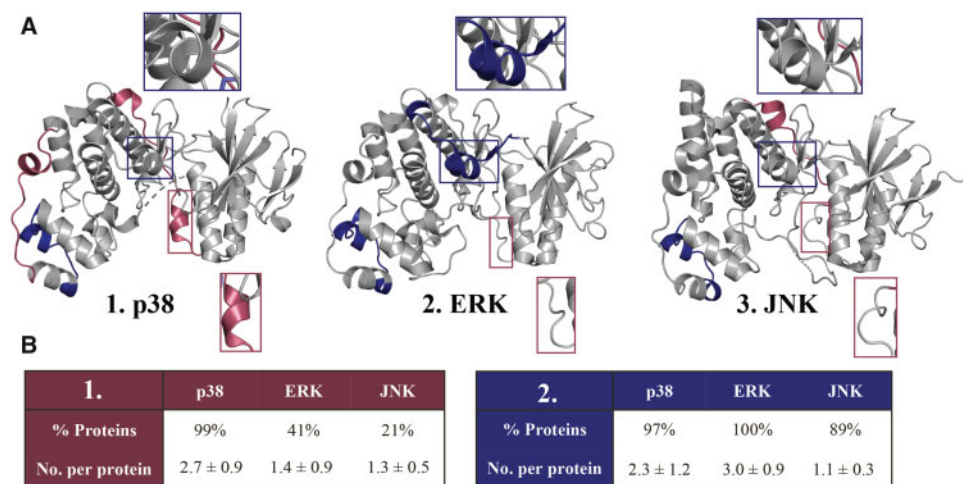 A
1. p38
2. ERK
3. JNK
B
1. p38 ERK JNK
% Proteins 99% 41% 21%
No. per protein 2.7 ± 0.9 1.4 ± 0.9 1.3 ± 0.5
2. p38 ERK JNK
% Proteins 97% 100% 89%
No. per protein 2.3 ± 1.2 3.0 ± 0.9 1.1 ± 0.3